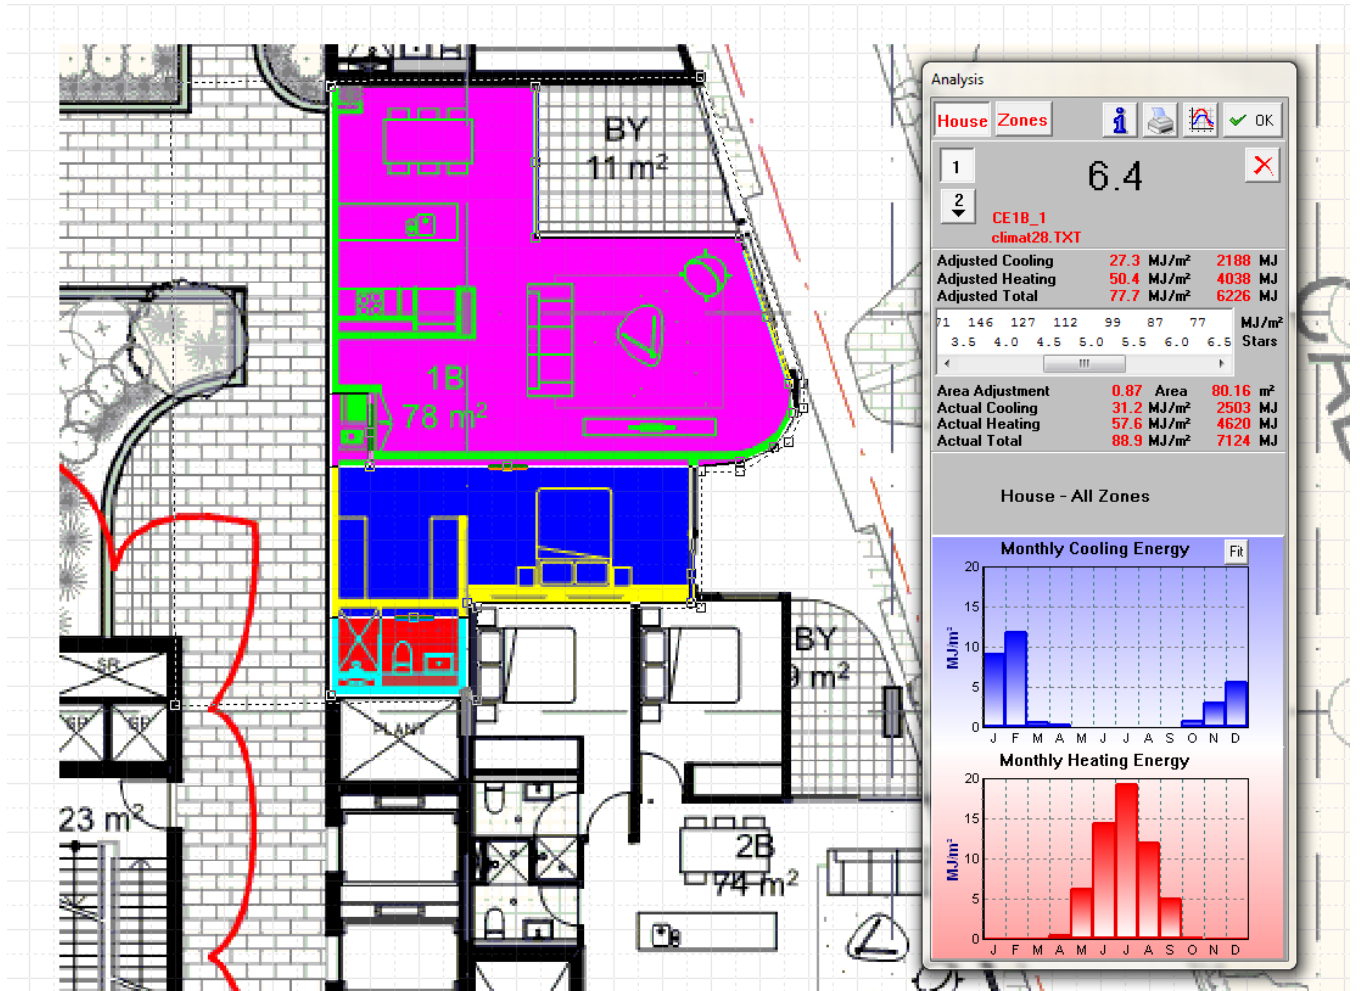 BY
11 m²
1B
78 m²
SR
PLANT
GR
GR
BY
9 m²
23 m²
2B
74 m²
Analysis
House Zones i OK
1
6.4
2
CE1B_1
climat28.TXT
Adjusted Cooling 27.3 MJ/m² 2188 MJ
Adjusted Heating 50.4 MJ/m² 4038 MJ
Adjusted Total 77.7 MJ/m² 6226 MJ
71 146 127 112 99 87 77 MJ/m²
3.5 4.0 4.5 5.0 5.5 6.0 6.5 Stars
Area Adjustment 0.87 Area 80.16 m²
Actual Cooling 31.2 MJ/m² 2503 MJ
Actual Heating 57.6 MJ/m² 4620 MJ
Actual Total 88.9 MJ/m² 7124 MJ
House - All Zones
Monthly Cooling Energy Fit
20
15
10
5
0
MJ/m²
J F M A M J J A S O N D
Monthly Heating Energy
20
15
10
5
0
MJ/m²
J F M A M J J A S O N D